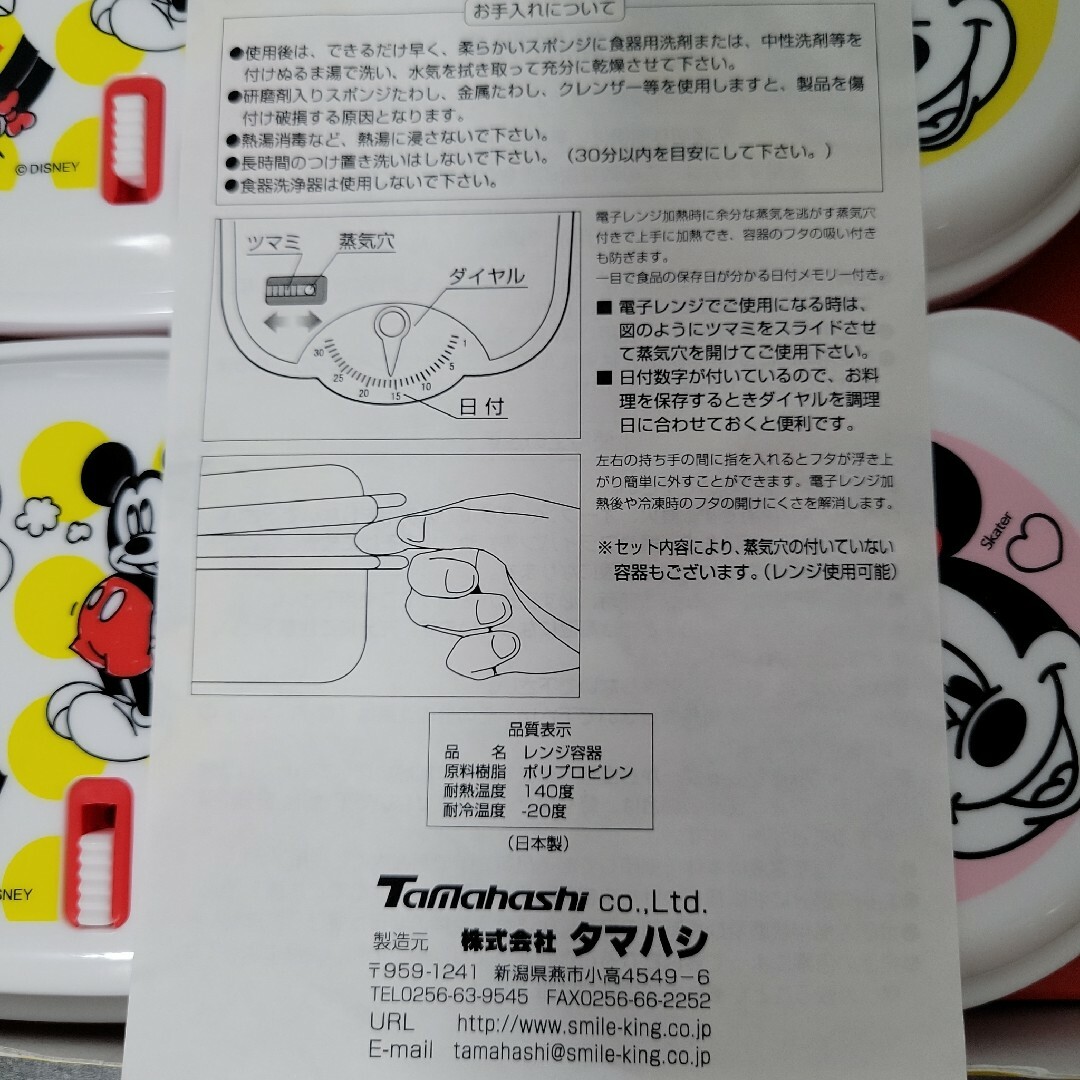 お手入れについて
●使用後は、できるだけ早く、柔らかいスポンジに食器用洗剤または、中性洗剤等を
付けぬるま湯で洗い、水気を拭き取って充分に乾燥させて下さい。
●研磨剤入りスポンジたわし、金属たわし、クレンザー等を使用しますと、製品を傷
付け破損する原因となります。
●熱湯消毒など、熱湯に浸さないで下さい。
●長時間のつけ置き洗いはしないで下さい。（30分以内を目安にして下さい。）
●食器洗浄器は使用しないで下さい。
ツマミ
蒸気穴
ダイヤル
30
25
20
15
10
5
1
日付
電子レンジ加熱時に余分な蒸気を逃がす蒸気穴
付きで上手に加熱でき、容器のフタの吸い付き
も防ぎます。
一目で食品の保存日が分かる日付メモリー付き。
■ 電子レンジでご使用になる時は、
図のようにツマミをスライドさせ
て蒸気穴を開けてご使用下さい。
■ 日付数字が付いているので、お料
理を保存するときダイヤルを調理
日に合わせておくと便利です。
左右の持ち手の間に指を入れるとフタが浮き上
がり簡単に外すことができます。電子レンジ加
熱後や冷凍時のフタの開けにくさを解消します。
※セット内容により、蒸気穴の付いていない
容器もございます。（レンジ使用可能）
品質表示
品　　名　レンジ容器
原料樹脂　ポリプロピレン
耐熱温度　140度
耐冷温度　-20度
（日本製）
Tamahashi co.,Ltd.
製造元　株式会社 タマハシ
〒959-1241　新潟県燕市小高4549-6
TEL0256-63-9545　FAX0256-66-2252
URL　http://www.smile-king.co.jp
E-mail　tamahashi@smile-king.co.jp
© DISNEY
SNEY
Skater